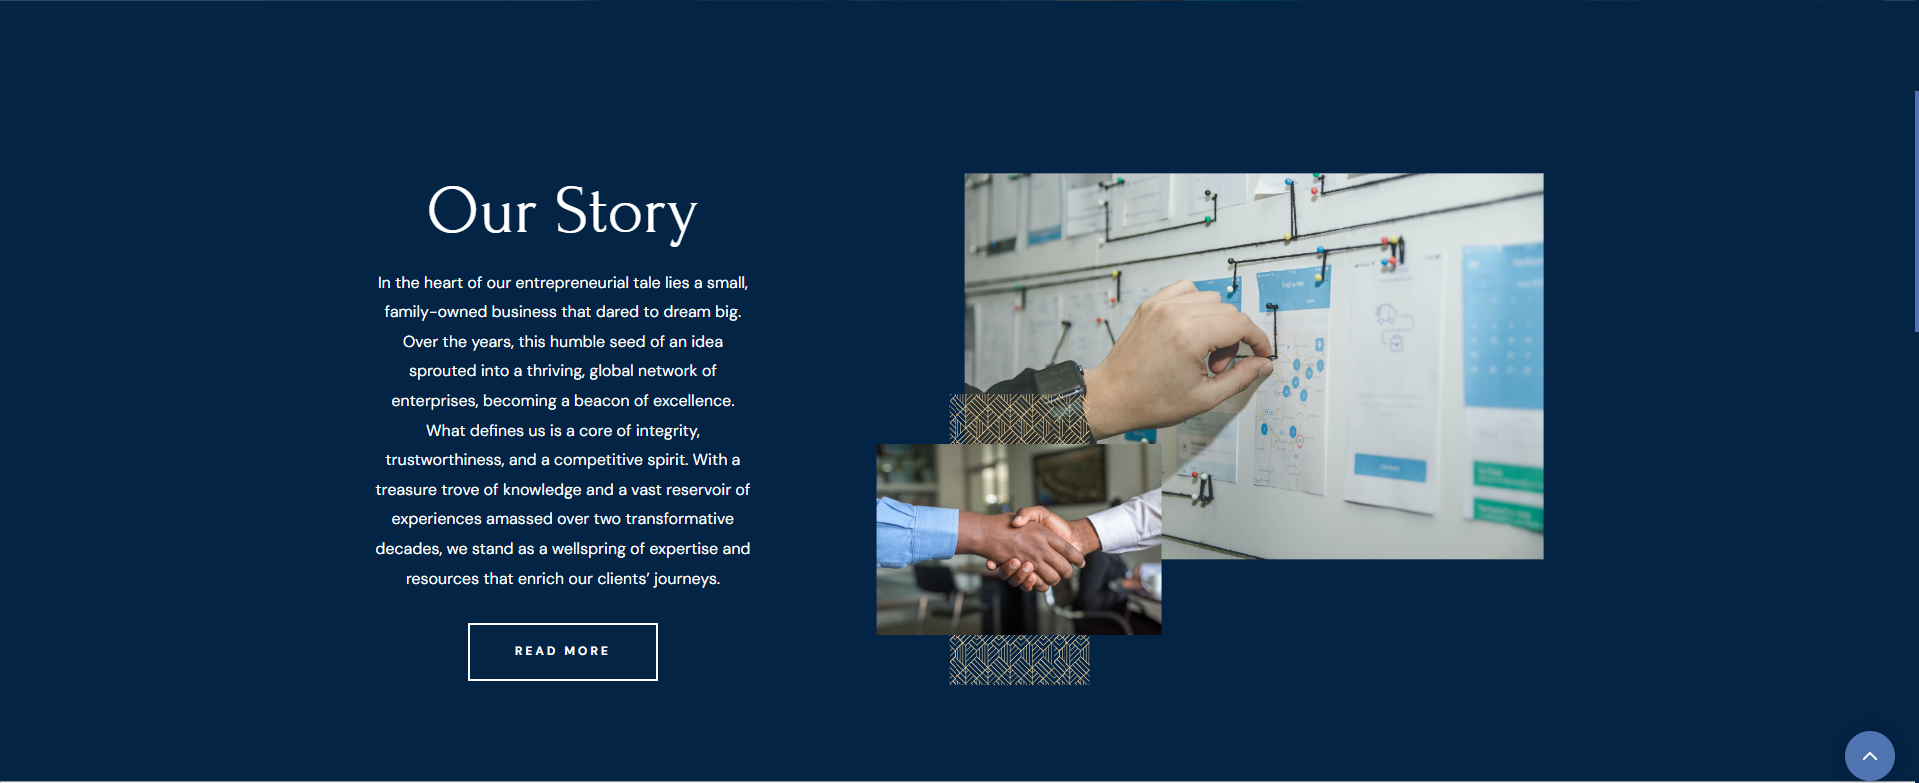 Our Story
In the heart of our entrepreneurial tale lies a small,
family-owned business that dared to dream big.
Over the years, this humble seed of an idea
sprouted into a thriving, global network of
enterprises, becoming a beacon of excellence.
What defines us is a core of integrity,
trustworthiness, and a competitive spirit. With a
treasure trove of knowledge and a vast reservoir of
experiences amassed over two transformative
decades, we stand as a wellspring of expertise and
resources that enrich our clients’ journeys.
READ MORE